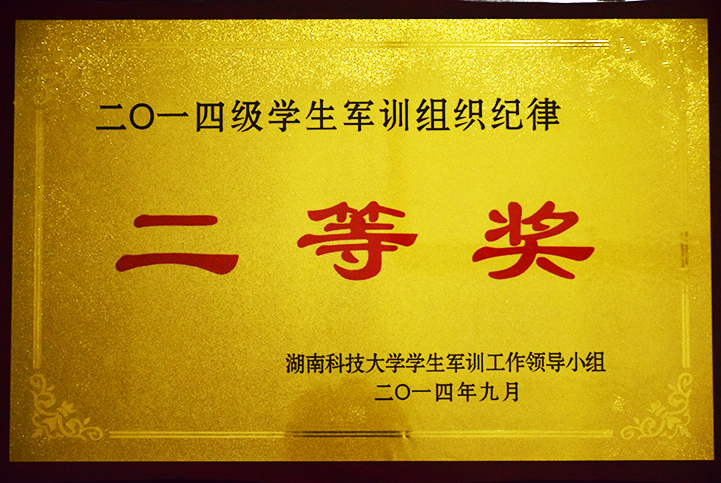 二〇一四级学生军训组织纪律
二等奖
湖南科技大学学生军训工作领导小组
二〇一四年九月